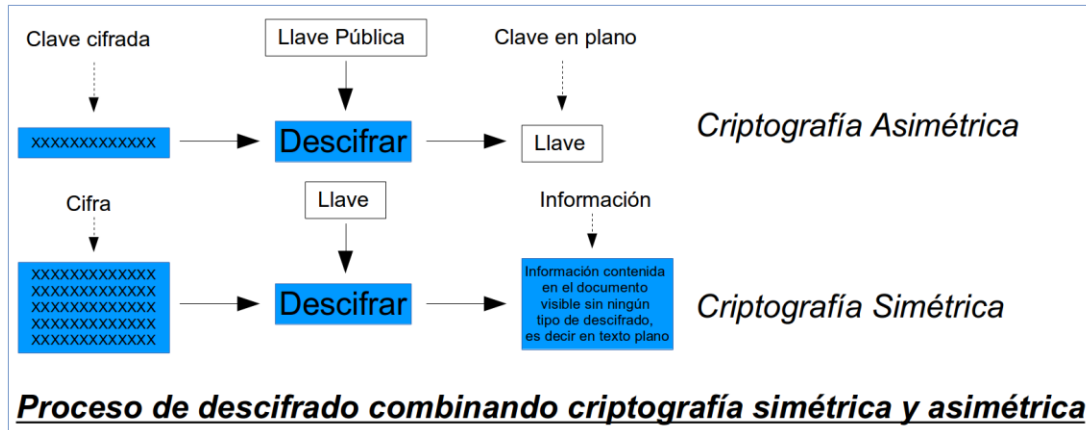 Clave cifrada
Llave Pública
Clave en plano
XXXXXXXXXXXXX
Descifrar
Llave
Criptografía Asimétrica
Cifra
Llave
Información
XXXXXXXXXXXXX
XXXXXXXXXXXXX
XXXXXXXXXXXXX
XXXXXXXXXXXXX
XXXXXXXXXXXXX
Descifrar
Información contenida
en el documento
visible sin ningún
tipo de descifrado,
es decir en texto plano
Criptografía Simétrica
Proceso de descifrado combinando criptografía simétrica y asimétrica